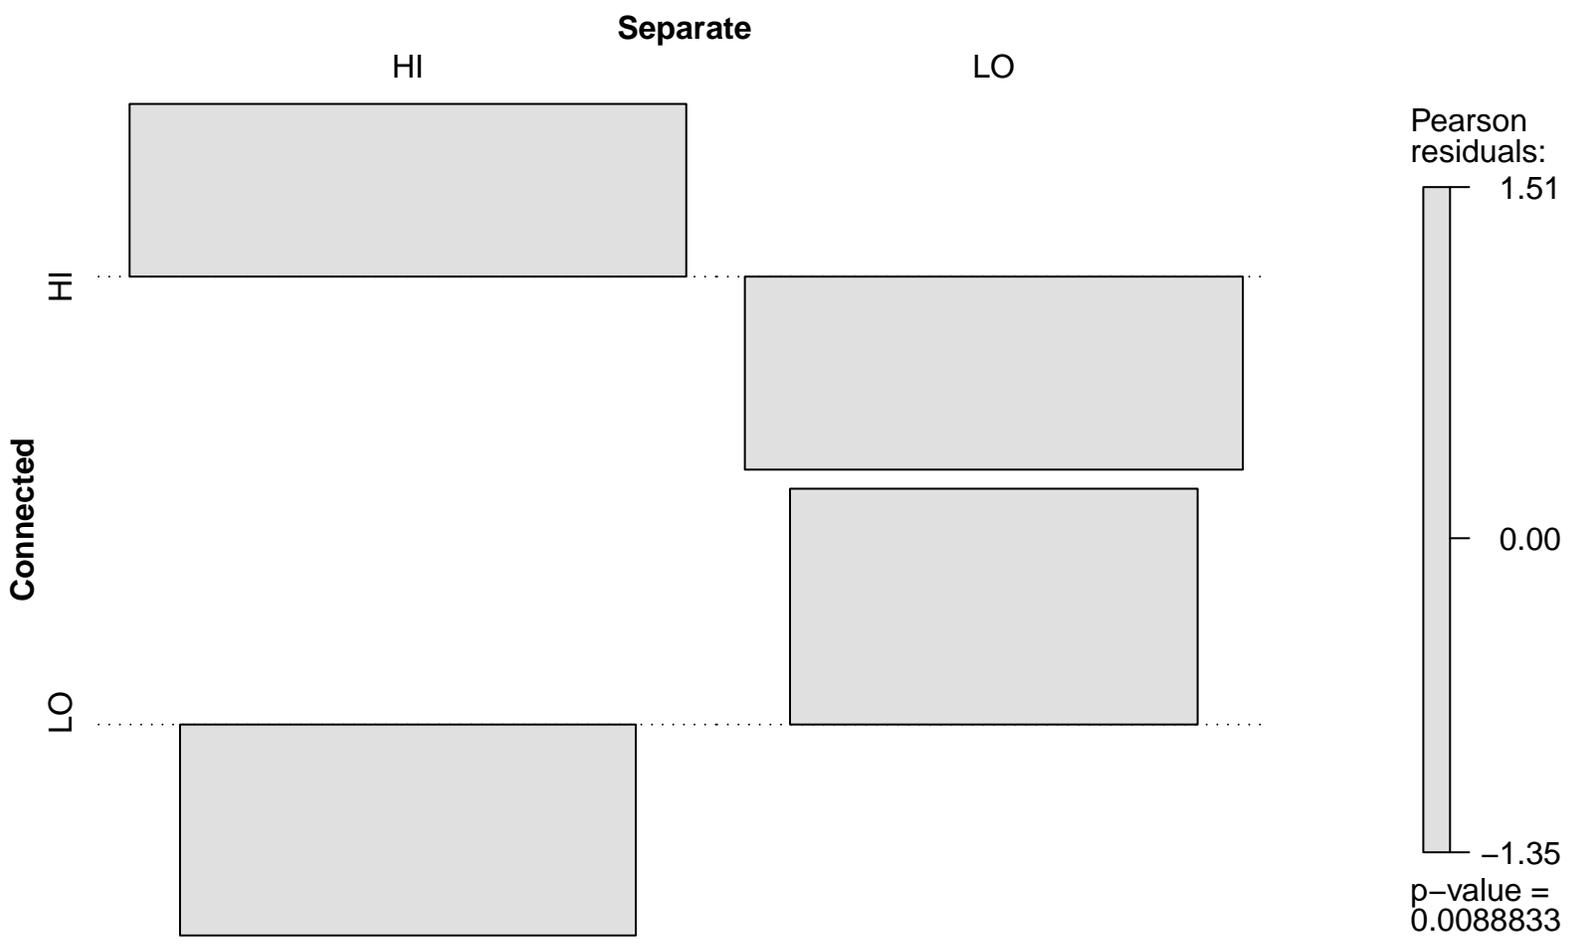 Separate
HI
LO
HI
Connected
LO
Pearson
residuals:
1.51
0.00
−1.35
p−value =
0.0088833